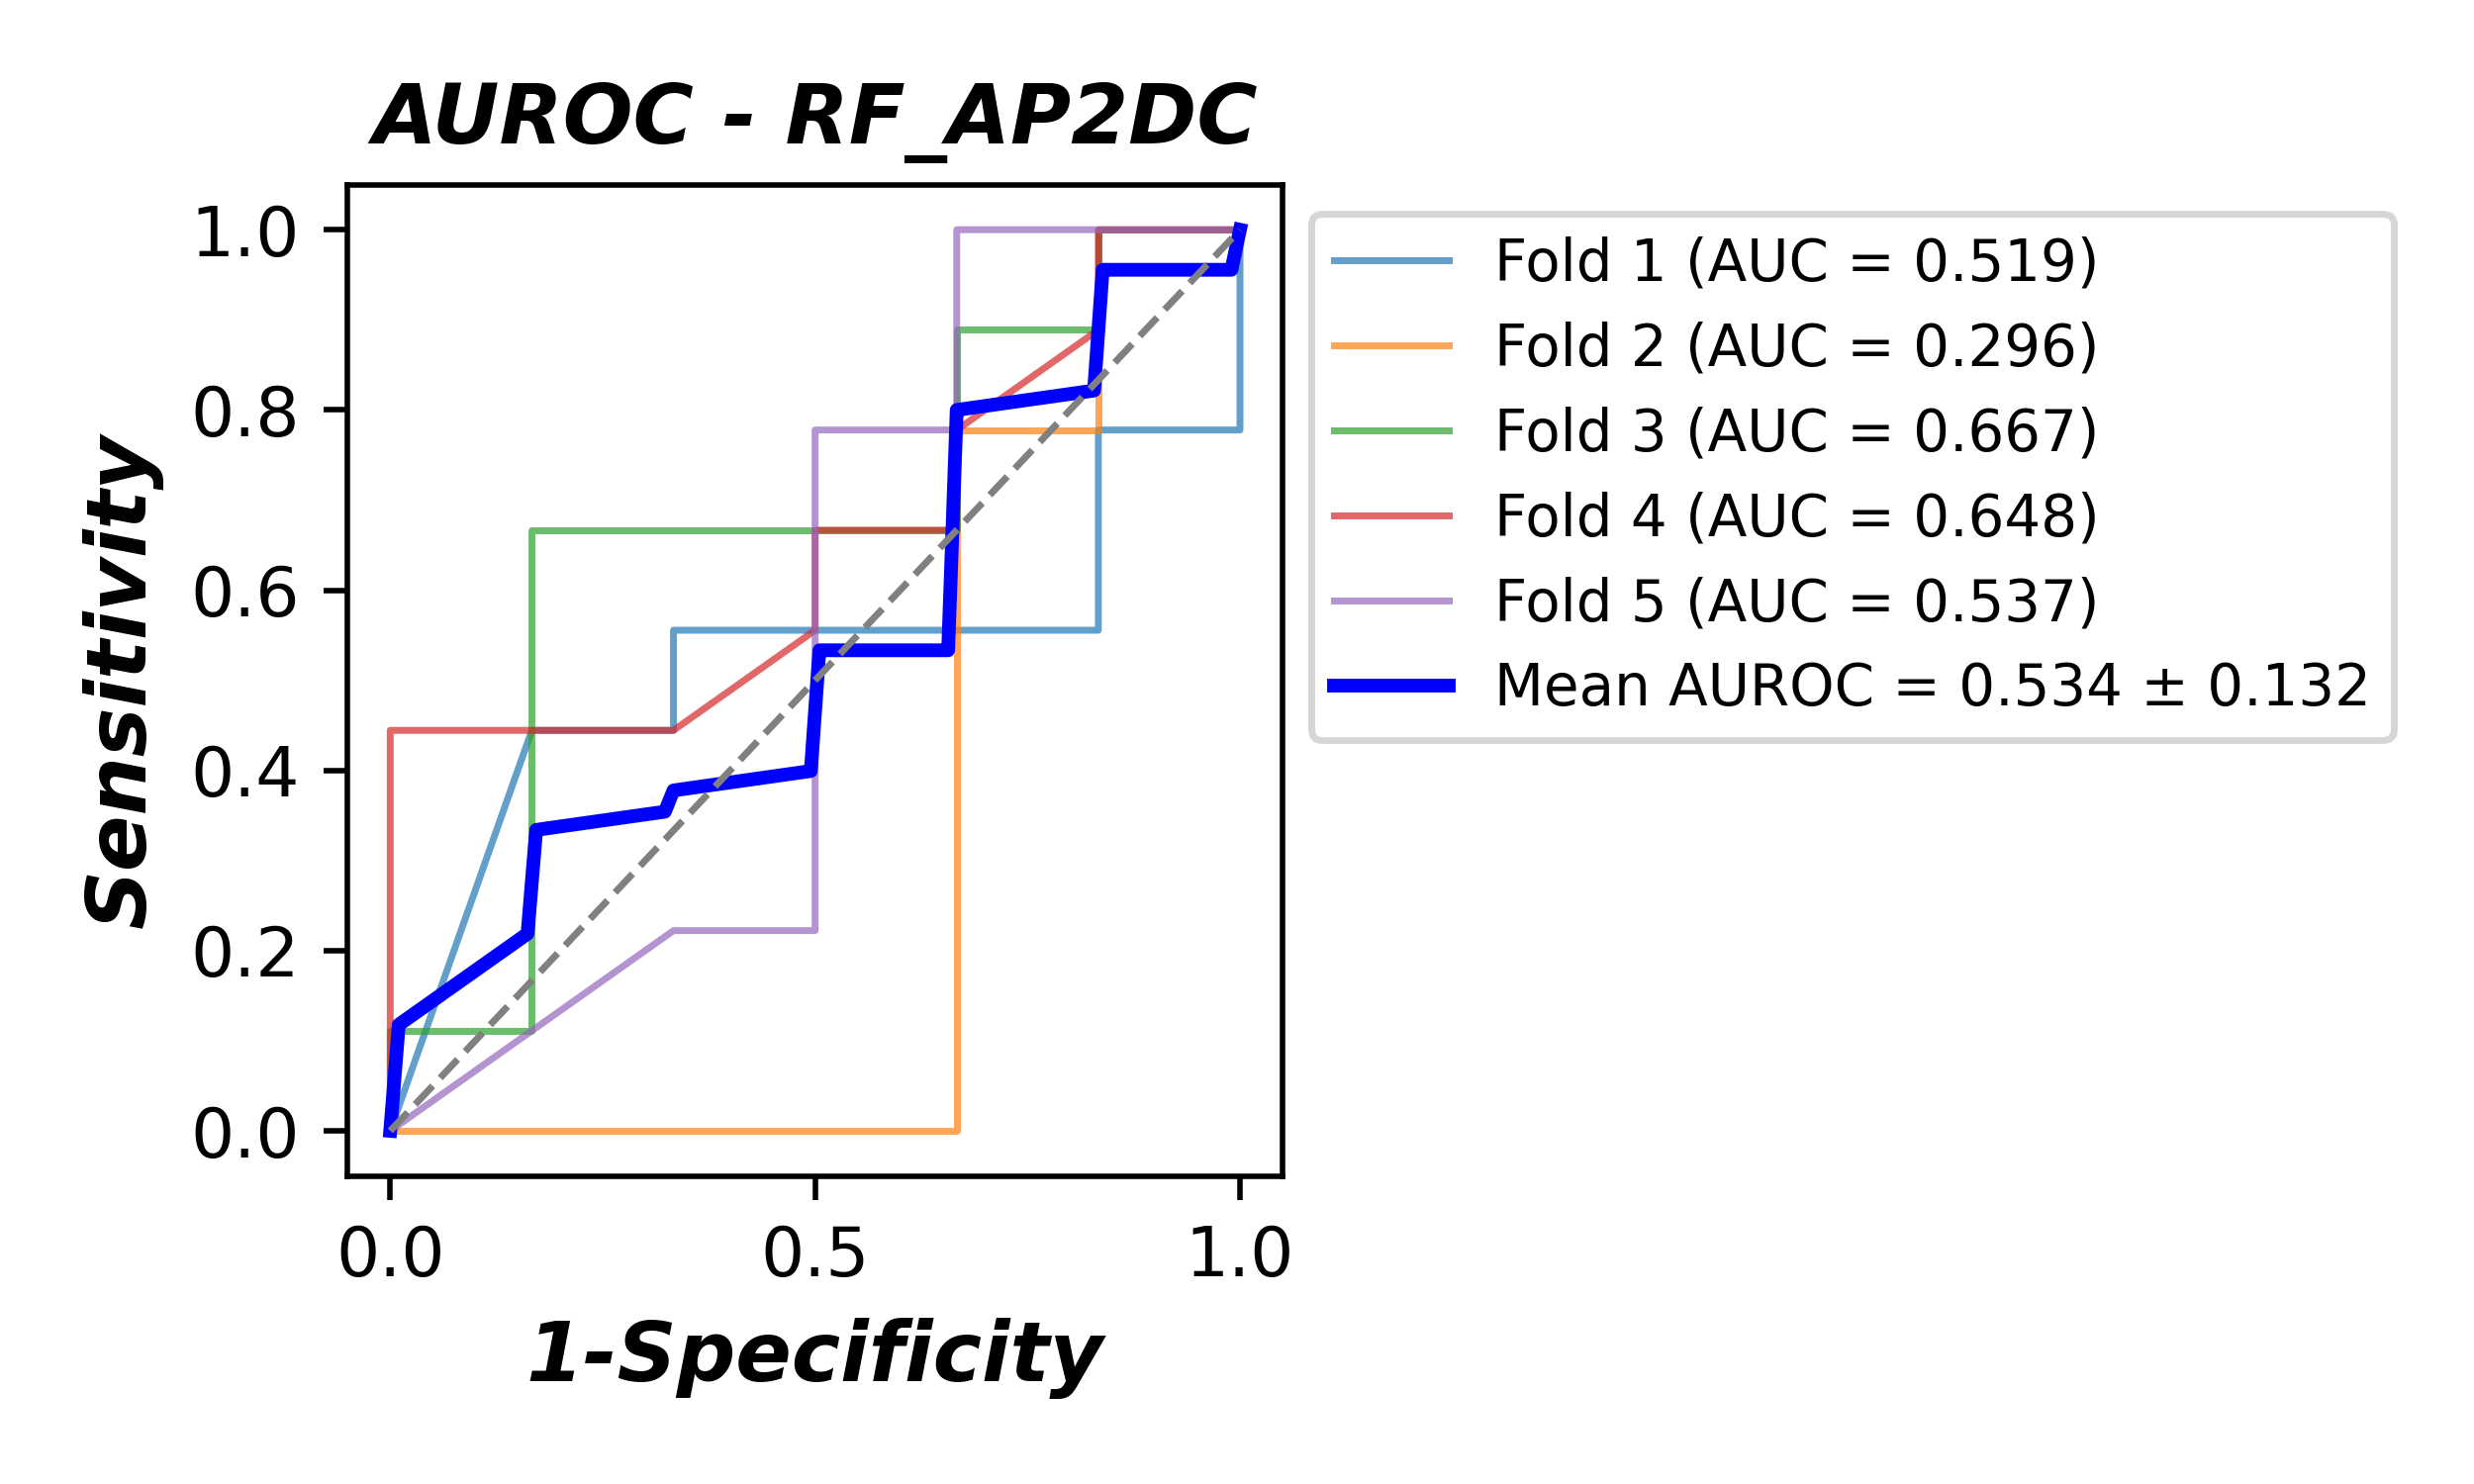 AUROC - RF_AP2DC
1.0
0.8
0.6
0.4
0.2
0.0
Sensitivity
0.0 0.5 1.0
1-Specificity
Fold 1 (AUC = 0.519)
Fold 2 (AUC = 0.296)
Fold 3 (AUC = 0.667)
Fold 4 (AUC = 0.648)
Fold 5 (AUC = 0.537)
Mean AUROC = 0.534 ± 0.132